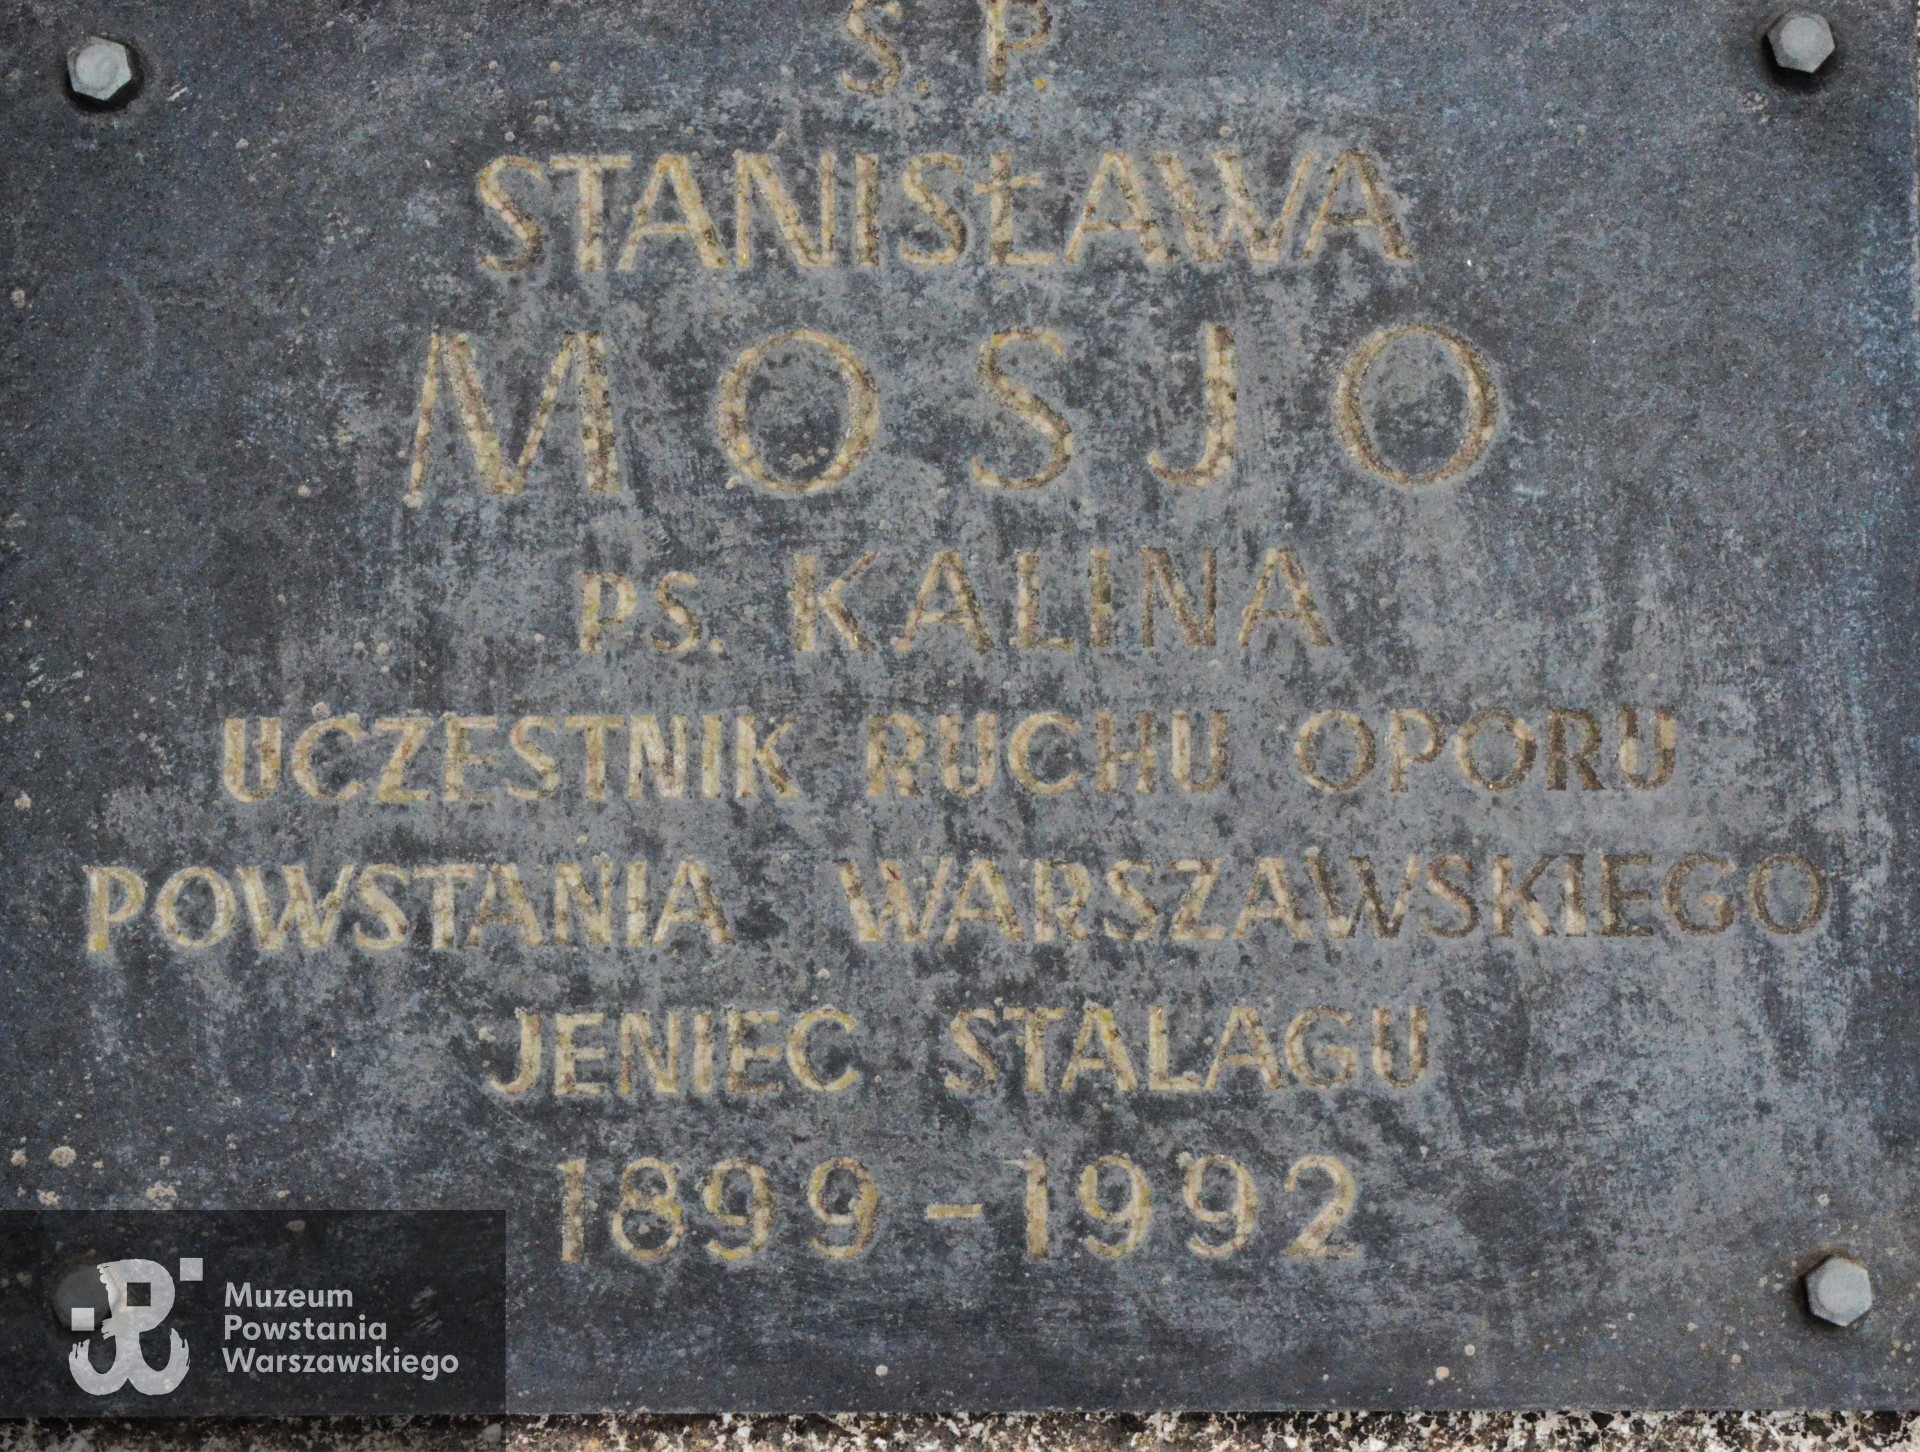 Ś. P.
STANISŁAWA
MOSJO
PS. KALINA
UCZESTNIK RUCHU OPORU
POWSTANIA WARSZAWSKIEGO
JENIEC STALAGU
1899-1992
Muzeum
Powstania
Warszawskiego